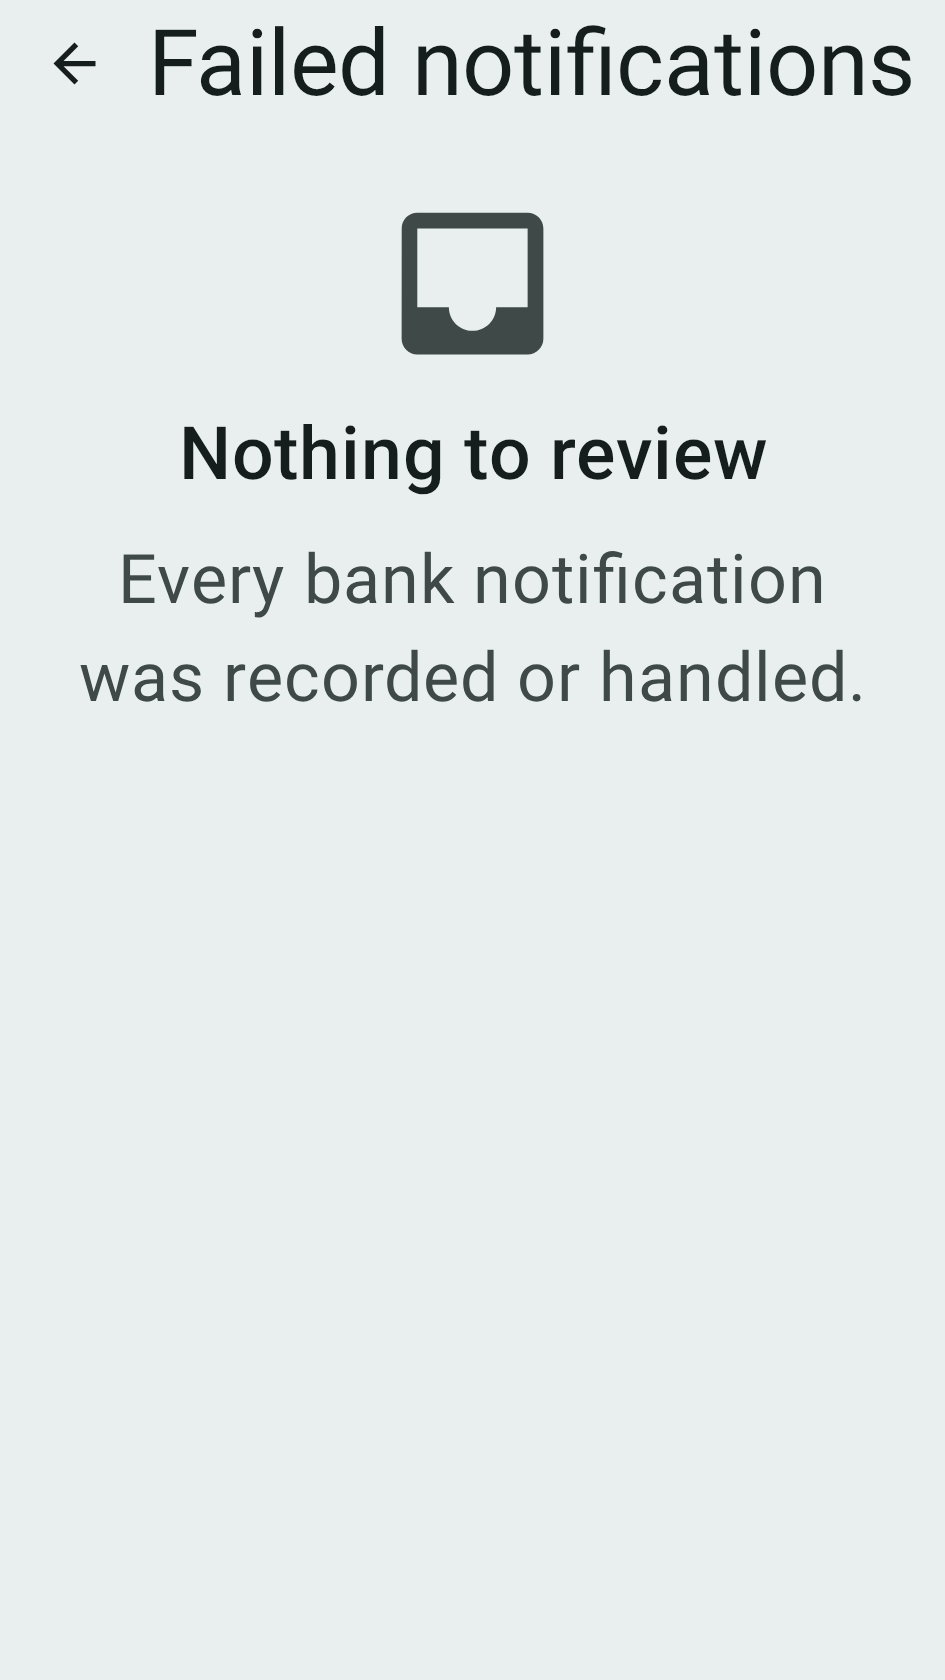 Failed notifications
Nothing to review
Every bank notification
was recorded or handled.